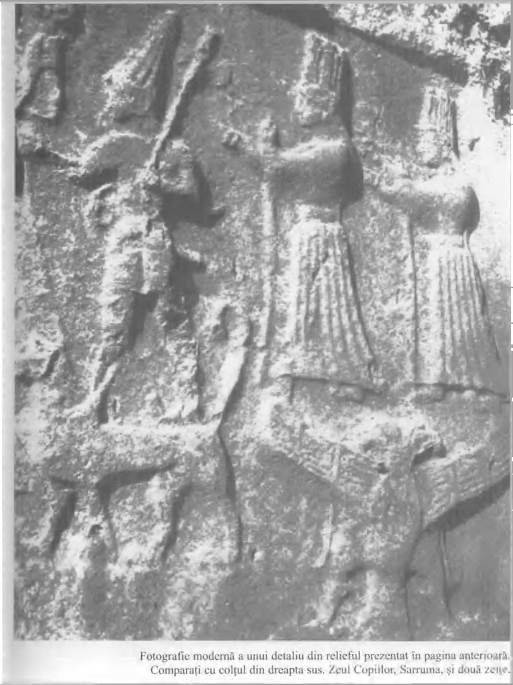 Fotografie modernă a unui detaliu din relieful prezentat în pagina anterioară.
Comparați cu colțul din dreapta sus. Zeul Copiilor, Sarruma, și două zeițe.